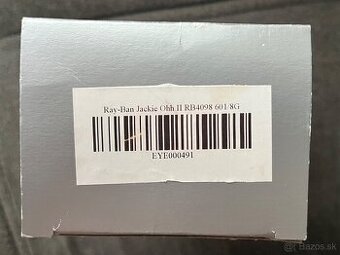 Ray-Ban Jackie Ohh II RB4098 601/8G
EYE000491
Bazos.sk